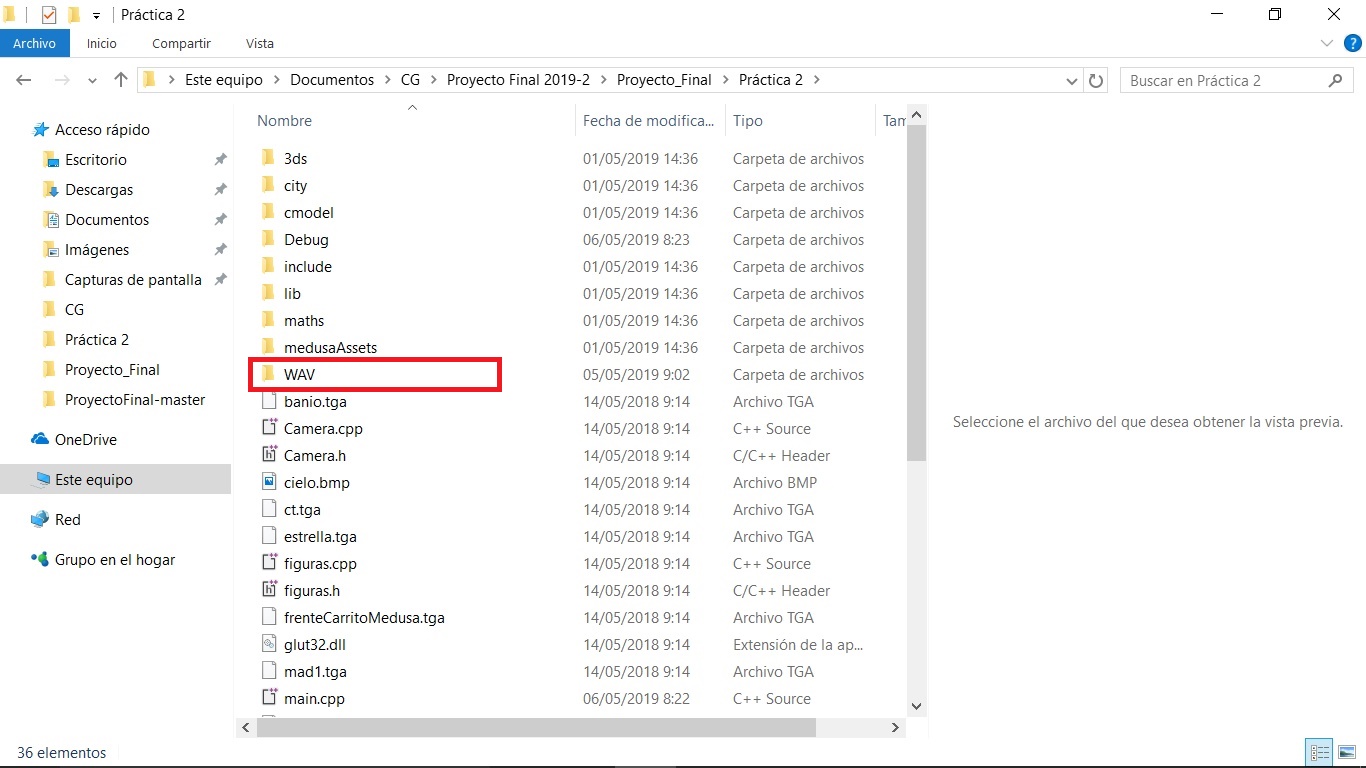 Práctica 2
Archivo Inicio Compartir Vista
Este equipo Documentos CG Proyecto Final 2019-2 Proyecto_Final Práctica 2
Buscar en Práctica 2
Acceso rápido
Escritorio
Descargas
Documentos
Imágenes
Capturas de pantalla
CG
Práctica 2
Proyecto_Final
ProyectoFinal-master
OneDrive
Este equipo
Red
Grupo en el hogar
Nombre Fecha de modifica... Tipo Tam
3ds 01/05/2019 14:36 Carpeta de archivos
city 01/05/2019 14:36 Carpeta de archivos
cmodel 01/05/2019 14:36 Carpeta de archivos
Debug 06/05/2019 8:23 Carpeta de archivos
include 01/05/2019 14:36 Carpeta de archivos
lib 01/05/2019 14:36 Carpeta de archivos
maths 01/05/2019 14:36 Carpeta de archivos
medusaAssets 01/05/2019 14:36 Carpeta de archivos
WAV 05/05/2019 9:02 Carpeta de archivos
banio.tga 14/05/2018 9:14 Archivo TGA
Camera.cpp 14/05/2018 9:14 C++ Source
Camera.h 14/05/2018 9:14 C/C++ Header
cielo.bmp 14/05/2018 9:14 Archivo BMP
ct.tga 14/05/2018 9:14 Archivo TGA
estrella.tga 14/05/2018 9:14 Archivo TGA
figuras.cpp 14/05/2018 9:14 C++ Source
figuras.h 14/05/2018 9:14 C/C++ Header
frenteCarritoMedusa.tga 14/05/2018 9:14 Archivo TGA
glut32.dll 14/05/2018 9:14 Extensión de la ap...
mad1.tga 14/05/2018 9:14 Archivo TGA
main.cpp 06/05/2019 8:22 C++ Source
Seleccione el archivo del que desea obtener la vista previa.
36 elementos